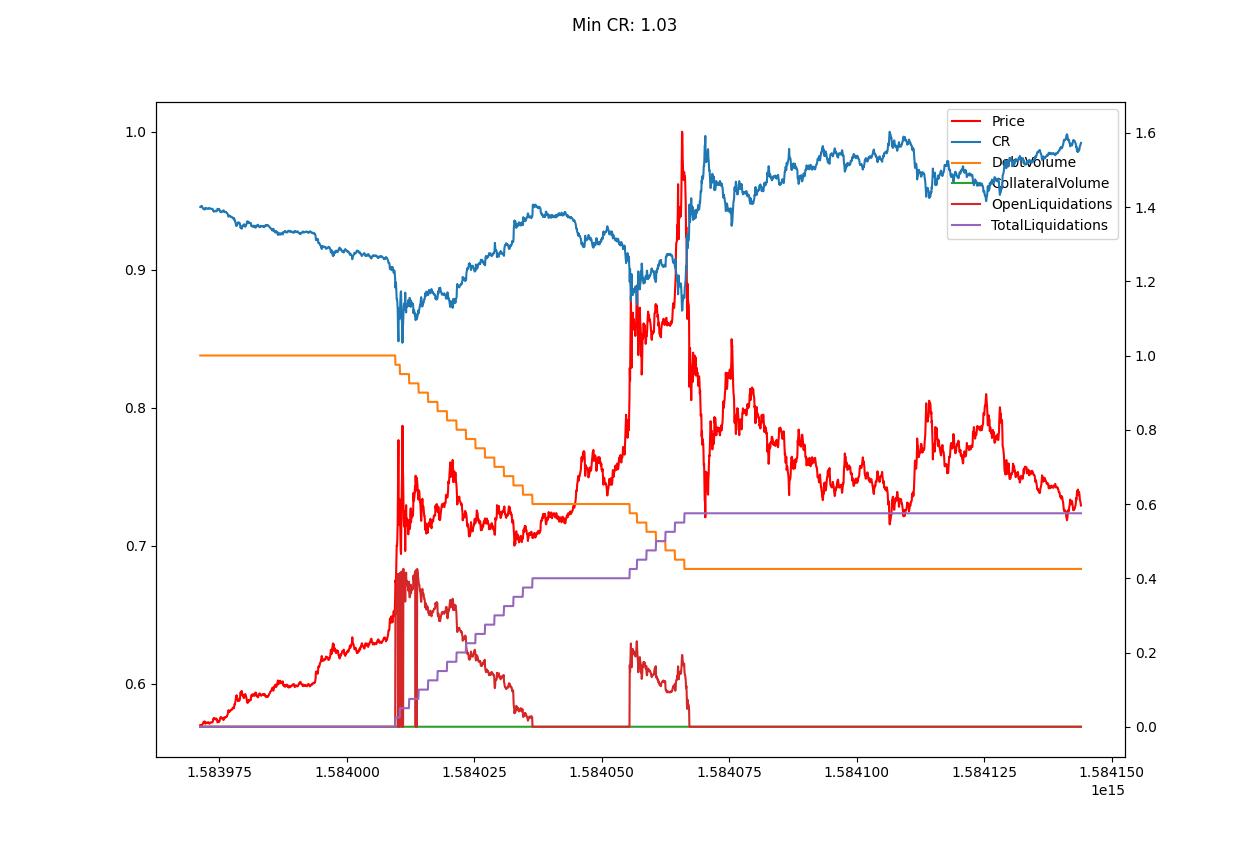 Min CR: 1.03
Price
CR
DebtVolume
CollateralVolume
OpenLiquidations
TotalLiquidations
1.0
0.9
0.8
0.7
0.6
1.6
1.4
1.2
1.0
0.8
0.6
0.4
0.2
0.0
1.583975 1.584000 1.584025 1.584050 1.584075 1.584100 1.584125 1.584150
1e15